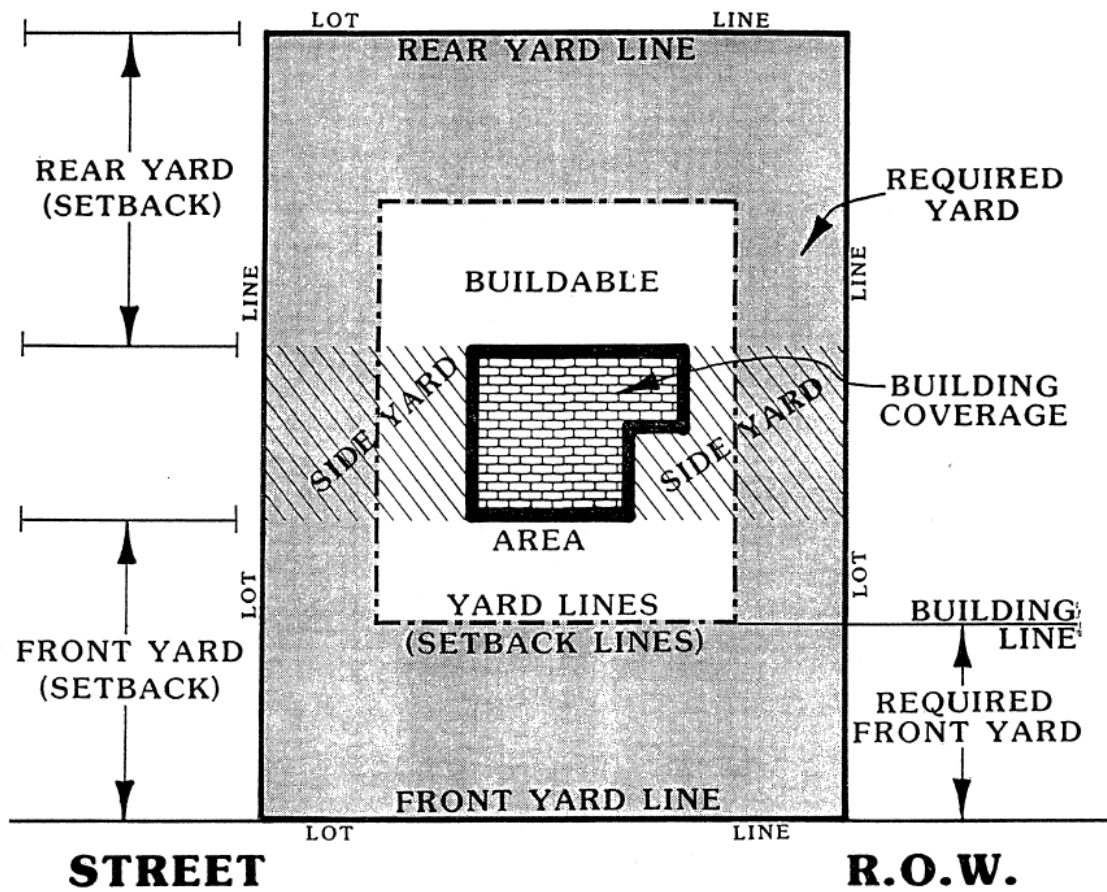 LOT LINE
REAR YARD LINE
REAR YARD
(SETBACK)
REQUIRED
YARD
LINE
LINE
BUILDABLE
SIDE YARD
SIDE YARD
BUILDING
COVERAGE
AREA
LOT
LOT
YARD LINES
(SETBACK LINES)
BUILDING
LINE
FRONT YARD
(SETBACK)
REQUIRED
FRONT YARD
FRONT YARD LINE
LOT LINE
STREET R.O.W.